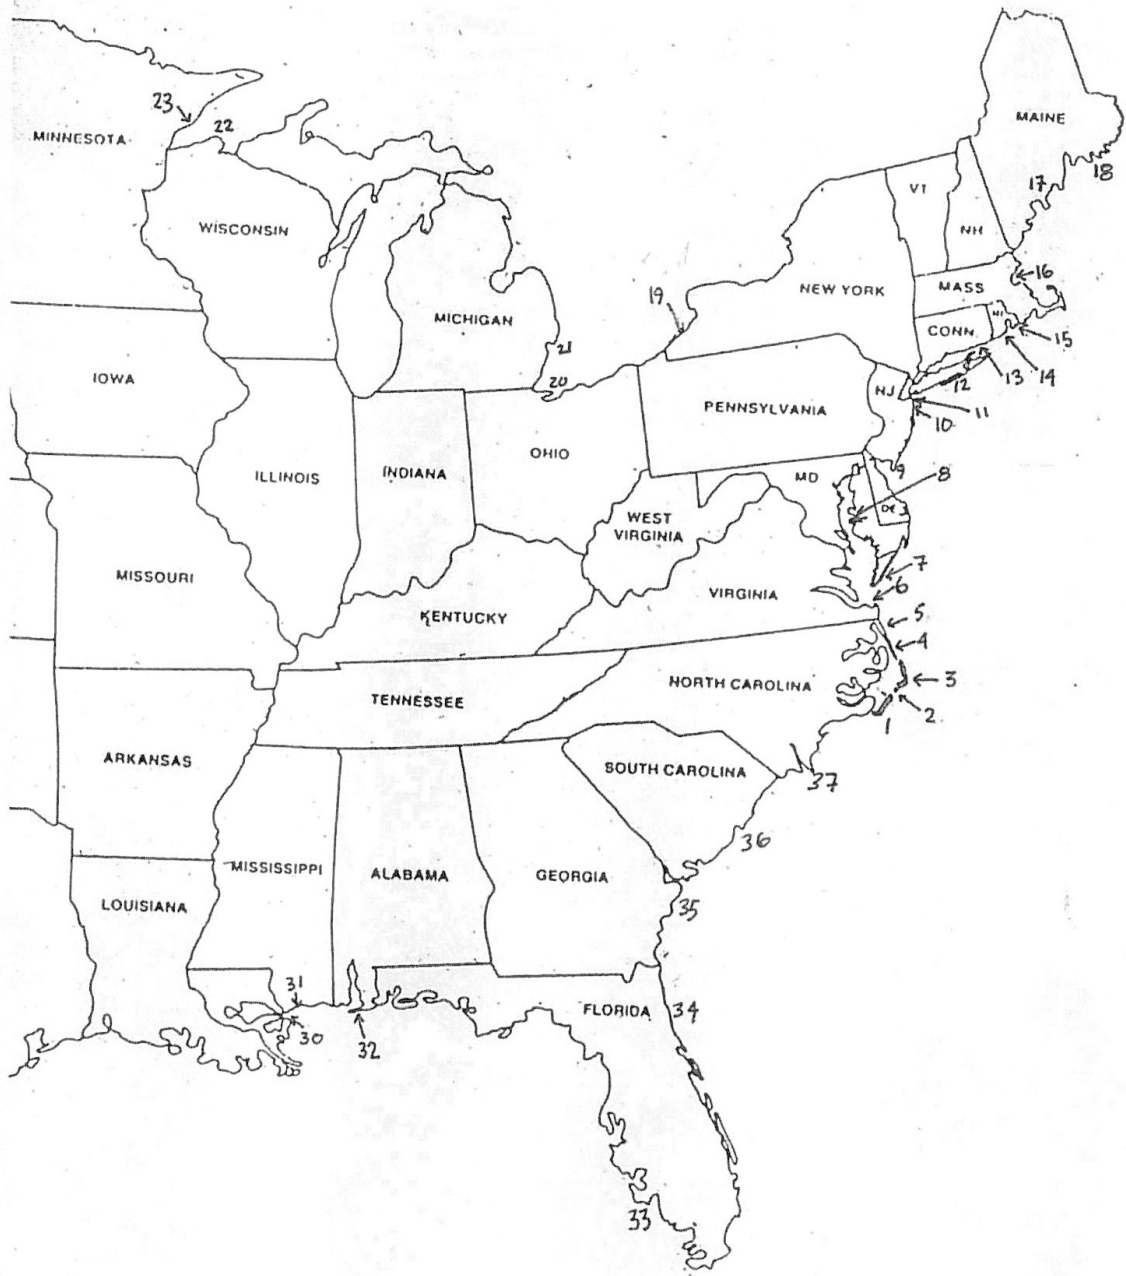 MAINE
18
17
23
22
MINNESOTA
VT
NH
WISCONSIN
16
MASS
NEW YORK
19
MICHIGAN
CONN.
RI
15
21
20
IOWA
12
13
14
NJ
11
10
PENNSYLVANIA
OHIO
ILLINOIS
INDIANA
MD
9
8
DE
WEST
VIRGINIA
7
6
MISSOURI
VIRGINIA
KENTUCKY
5
4
3
NORTH CAROLINA
TENNESSEE
2
1
ARKANSAS
SOUTH CAROLINA
37
36
MISSISSIPPI
ALABAMA
GEORGIA
LOUISIANA
35
31
FLORIDA
34
30
32
33